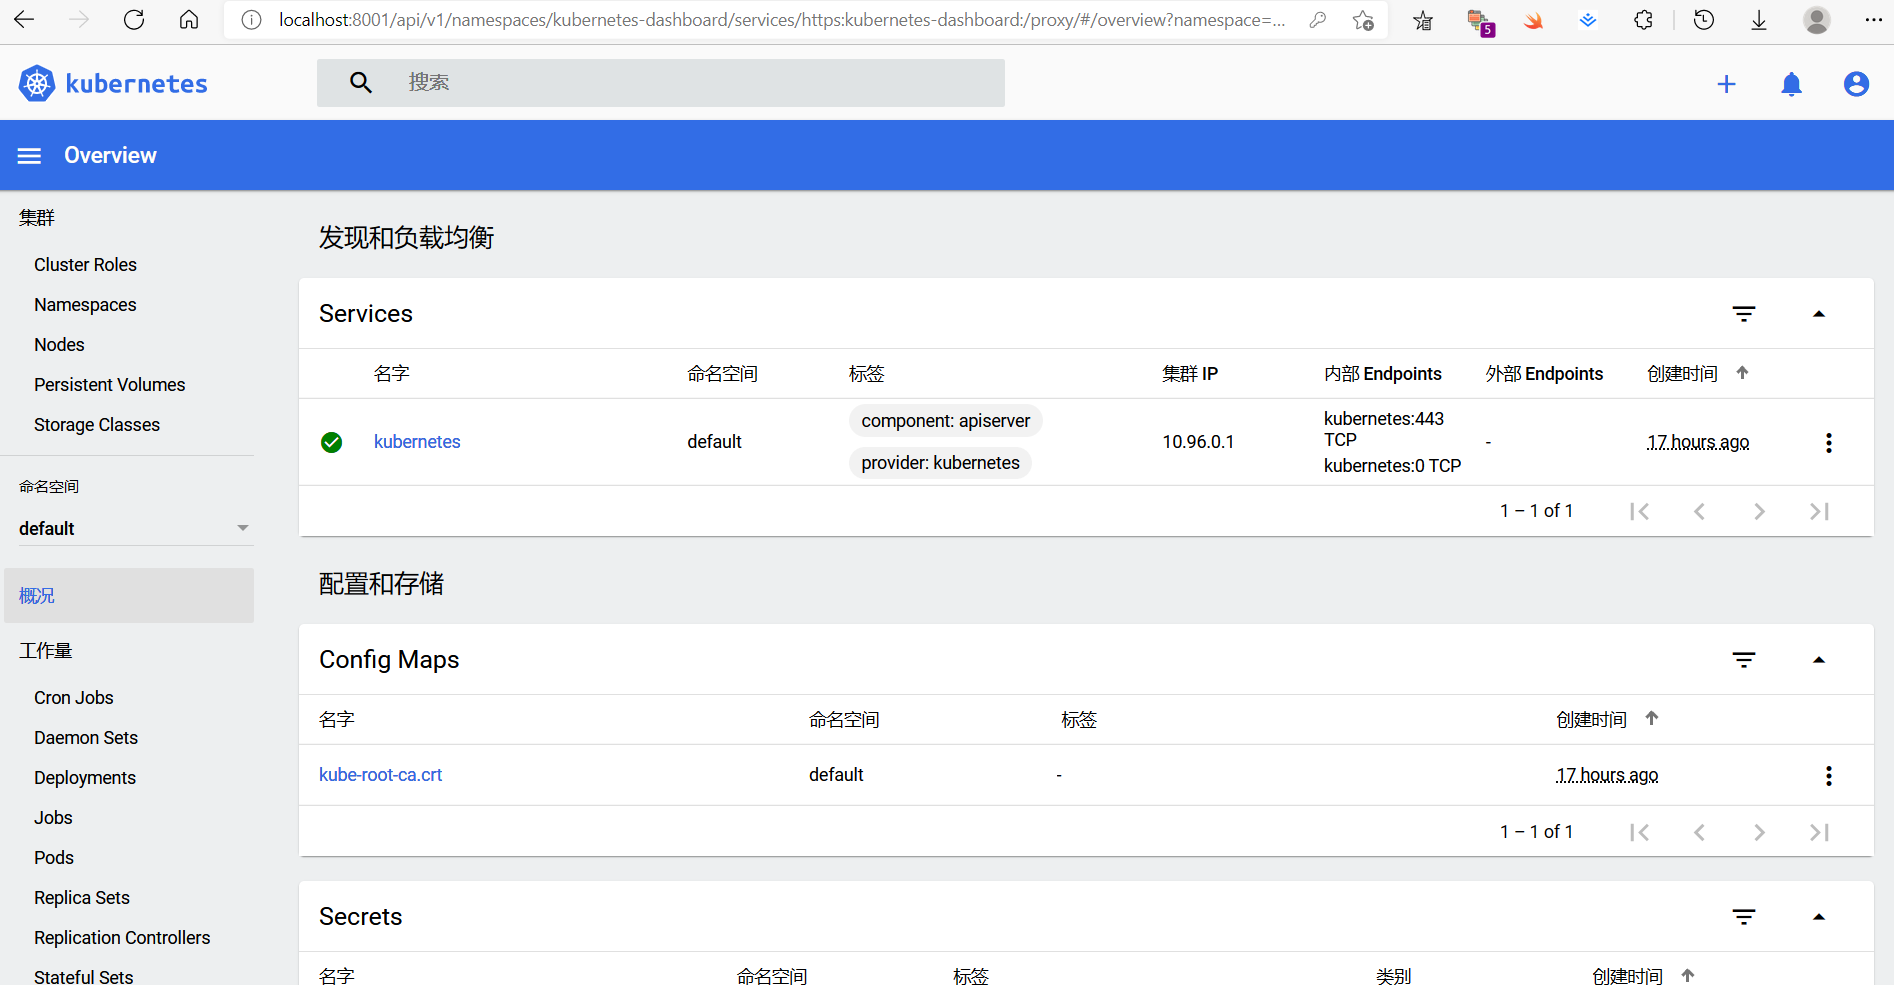 localhost:8001/api/v1/namespaces/kubernetes-dashboard/services/https:kubernetes-dashboard:/proxy/#/overview?namespace=...
5
kubernetes
搜索
Overview
集群
Cluster Roles
Namespaces
Nodes
Persistent Volumes
Storage Classes
命名空间
default
概况
工作量
Cron Jobs
Daemon Sets
Deployments
Jobs
Pods
Replica Sets
Replication Controllers
Stateful Sets
发现和负载均衡
Services
名字 命名空间 标签 集群 IP 内部 Endpoints 外部 Endpoints 创建时间
kubernetes default component: apiserver provider: kubernetes 10.96.0.1 kubernetes:443 TCP kubernetes:0 TCP - 17 hours ago
1 – 1 of 1
配置和存储
Config Maps
名字 命名空间 标签 创建时间
kube-root-ca.crt default - 17 hours ago
1 – 1 of 1
Secrets
名字 命名空间 标签 类别 创建时间